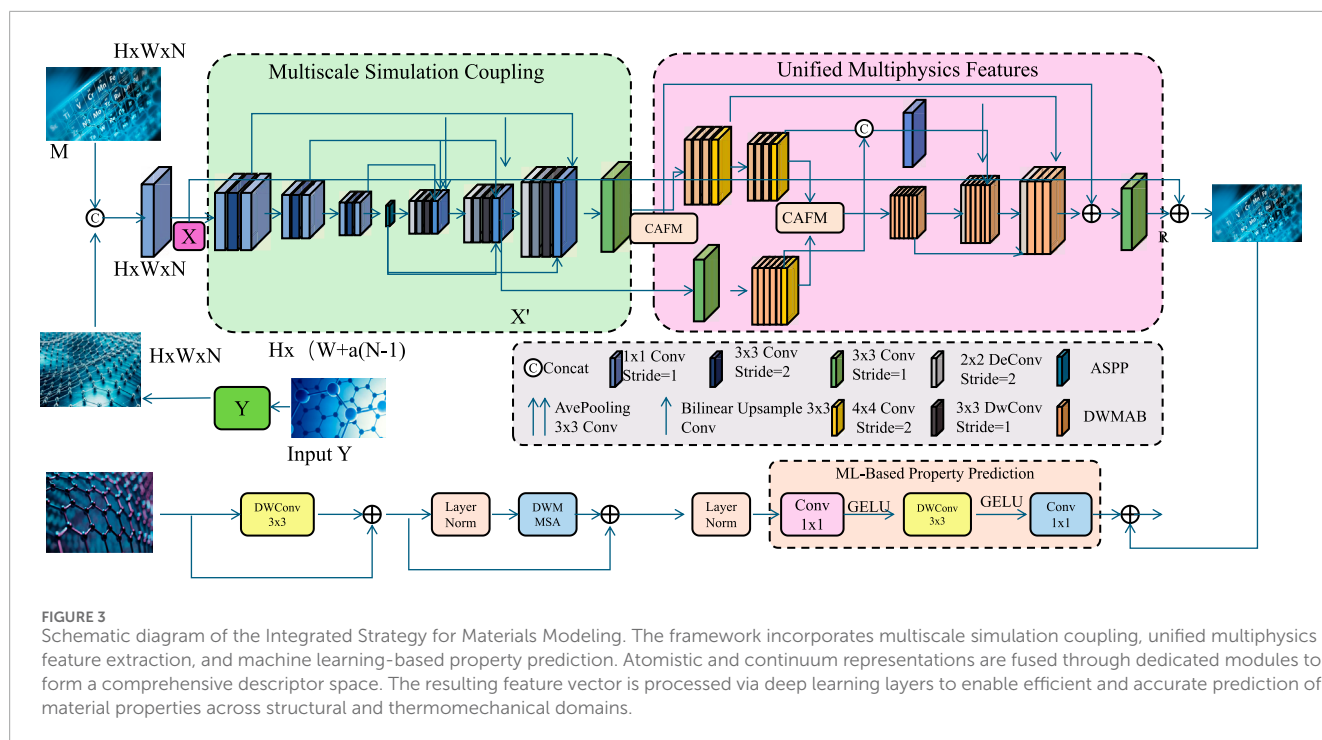 HxWxN
Multiscale Simulation Coupling
Unified Multiphysics Features
Ti V Cr Mn Fe
M
C
X
HxWxN
C
CAFM
CAFM
R
X'
HxWxN
Hx（W+a(N-1)
Y
Input Y
C Concat
1x1 Conv
Stride=1
3x3 Conv
Stride=2
3x3 Conv
Stride=1
2x2 DeConv
Stride=2
ASPP
AvePooling
3x3 Conv
Bilinear Upsample 3x3
Conv
4x4 Conv
Stride=2
3x3 DwConv
Stride=1
DWMAB
ML-Based Property Prediction
DWConv
3x3
Layer
Norm
DWM
MSA
Layer
Norm
Conv
1x1
GELU
DWConv
3x3
GELU
Conv
1x1
FIGURE 3
Schematic diagram of the Integrated Strategy for Materials Modeling. The framework incorporates multiscale simulation coupling, unified multiphysics
feature extraction, and machine learning-based property prediction. Atomistic and continuum representations are fused through dedicated modules to
form a comprehensive descriptor space. The resulting feature vector is processed via deep learning layers to enable efficient and accurate prediction of
material properties across structural and thermomechanical domains.